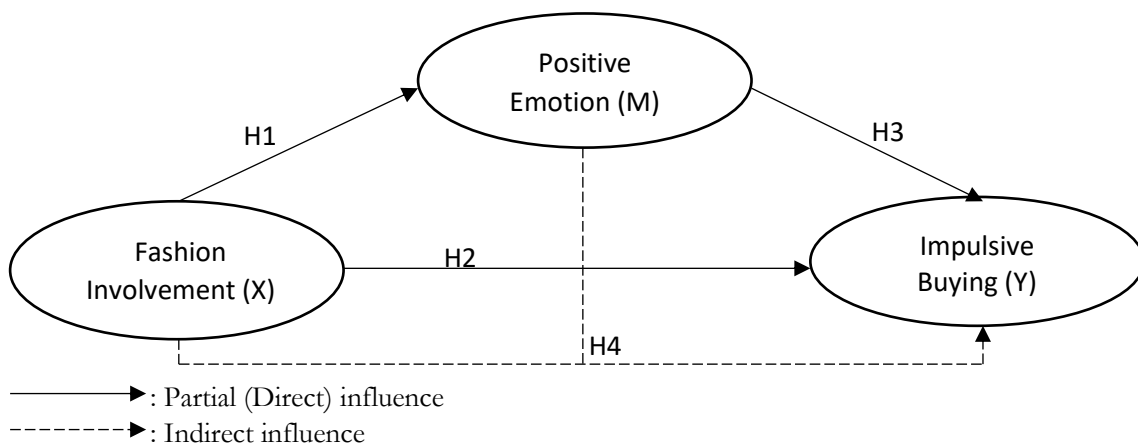 Positive
Emotion (M)
H1
H3
Fashion
Involvement (X)
H2
Impulsive
Buying (Y)
H4
: Partial (Direct) influence
: Indirect influence